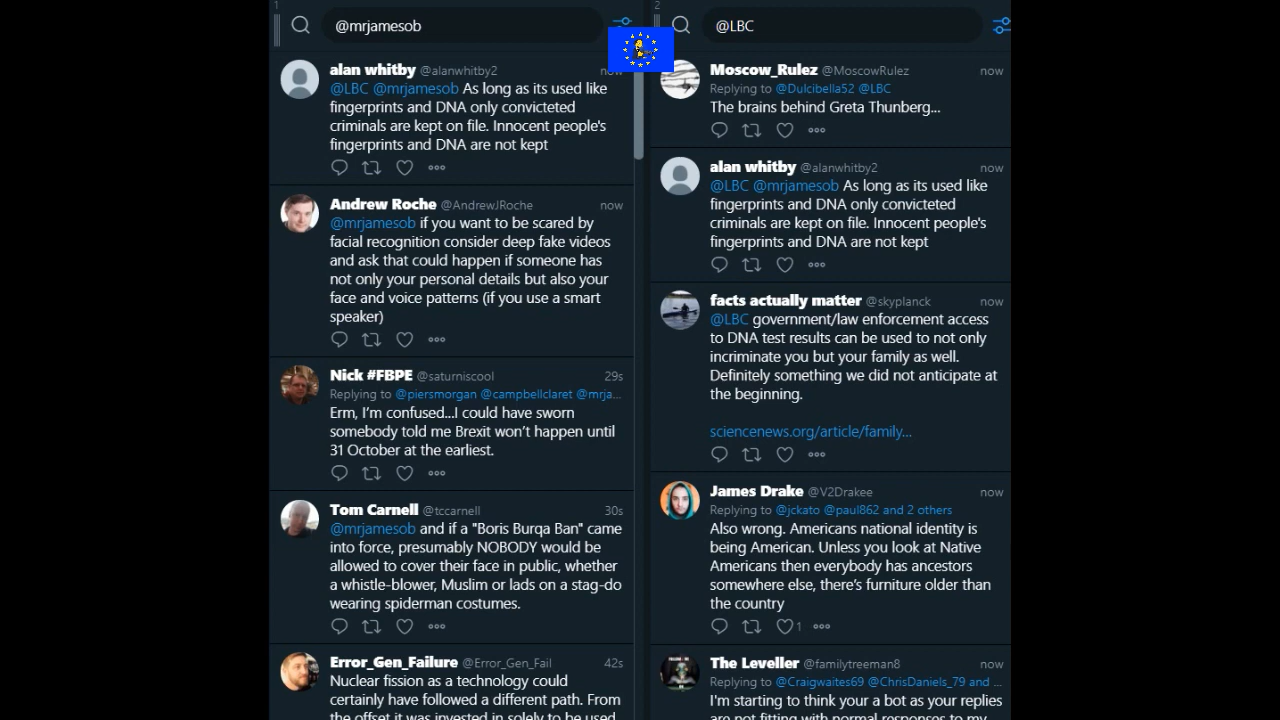 1
@mrjamesob
alan whitby @alanwhitby2 now
@LBC @mrjamesob As long as its used like
fingerprints and DNA only convicteted
criminals are kept on file. Innocent people's
fingerprints and DNA are not kept
Andrew Roche @AndrewJRoche now
@mrjamesob if you want to be scared by
facial recognition consider deep fake videos
and ask that could happen if someone has
not only your personal details but also your
face and voice patterns (if you use a smart
speaker)
Nick #FBPE @saturniscool 29s
Replying to @piersmorgan @campbellclaret @mrja...
Erm, I'm confused...I could have sworn
somebody told me Brexit won't happen until
31 October at the earliest.
Tom Carnell @tccarnell 30s
@mrjamesob and if a "Boris Burqa Ban" came
into force, presumably NOBODY would be
allowed to cover their face in public, whether
a whistle-blower, Muslim or lads on a stag-do
wearing spiderman costumes.
Error_Gen_Failure @Error_Gen_Fail 42s
Nuclear fission as a technology could
certainly have followed a different path. From
the offset it was invested in solely to be used
2
@LBC
Moscow_Rulez @MoscowRulez now
Replying to @Dulcibella52 @LBC
The brains behind Greta Thunberg...
alan whitby @alanwhitby2 now
@LBC @mrjamesob As long as its used like
fingerprints and DNA only convicteted
criminals are kept on file. Innocent people's
fingerprints and DNA are not kept
facts actually matter @skyplanck now
@LBC government/law enforcement access
to DNA test results can be used to not only
incriminate you but your family as well.
Definitely something we did not anticipate at
the beginning.
sciencenews.org/article/family...
James Drake @V2Drakee now
Replying to @jckato @paul862 and 2 others
Also wrong. Americans national identity is
being American. Unless you look at Native
Americans then everybody has ancestors
somewhere else, there's furniture older than
the country
1
The Leveller @familytreeman8 now
Replying to @Craigwaites69 @ChrisDaniels_79 and ...
I'm starting to think your a bot as your replies
are not fitting with normal responses to my